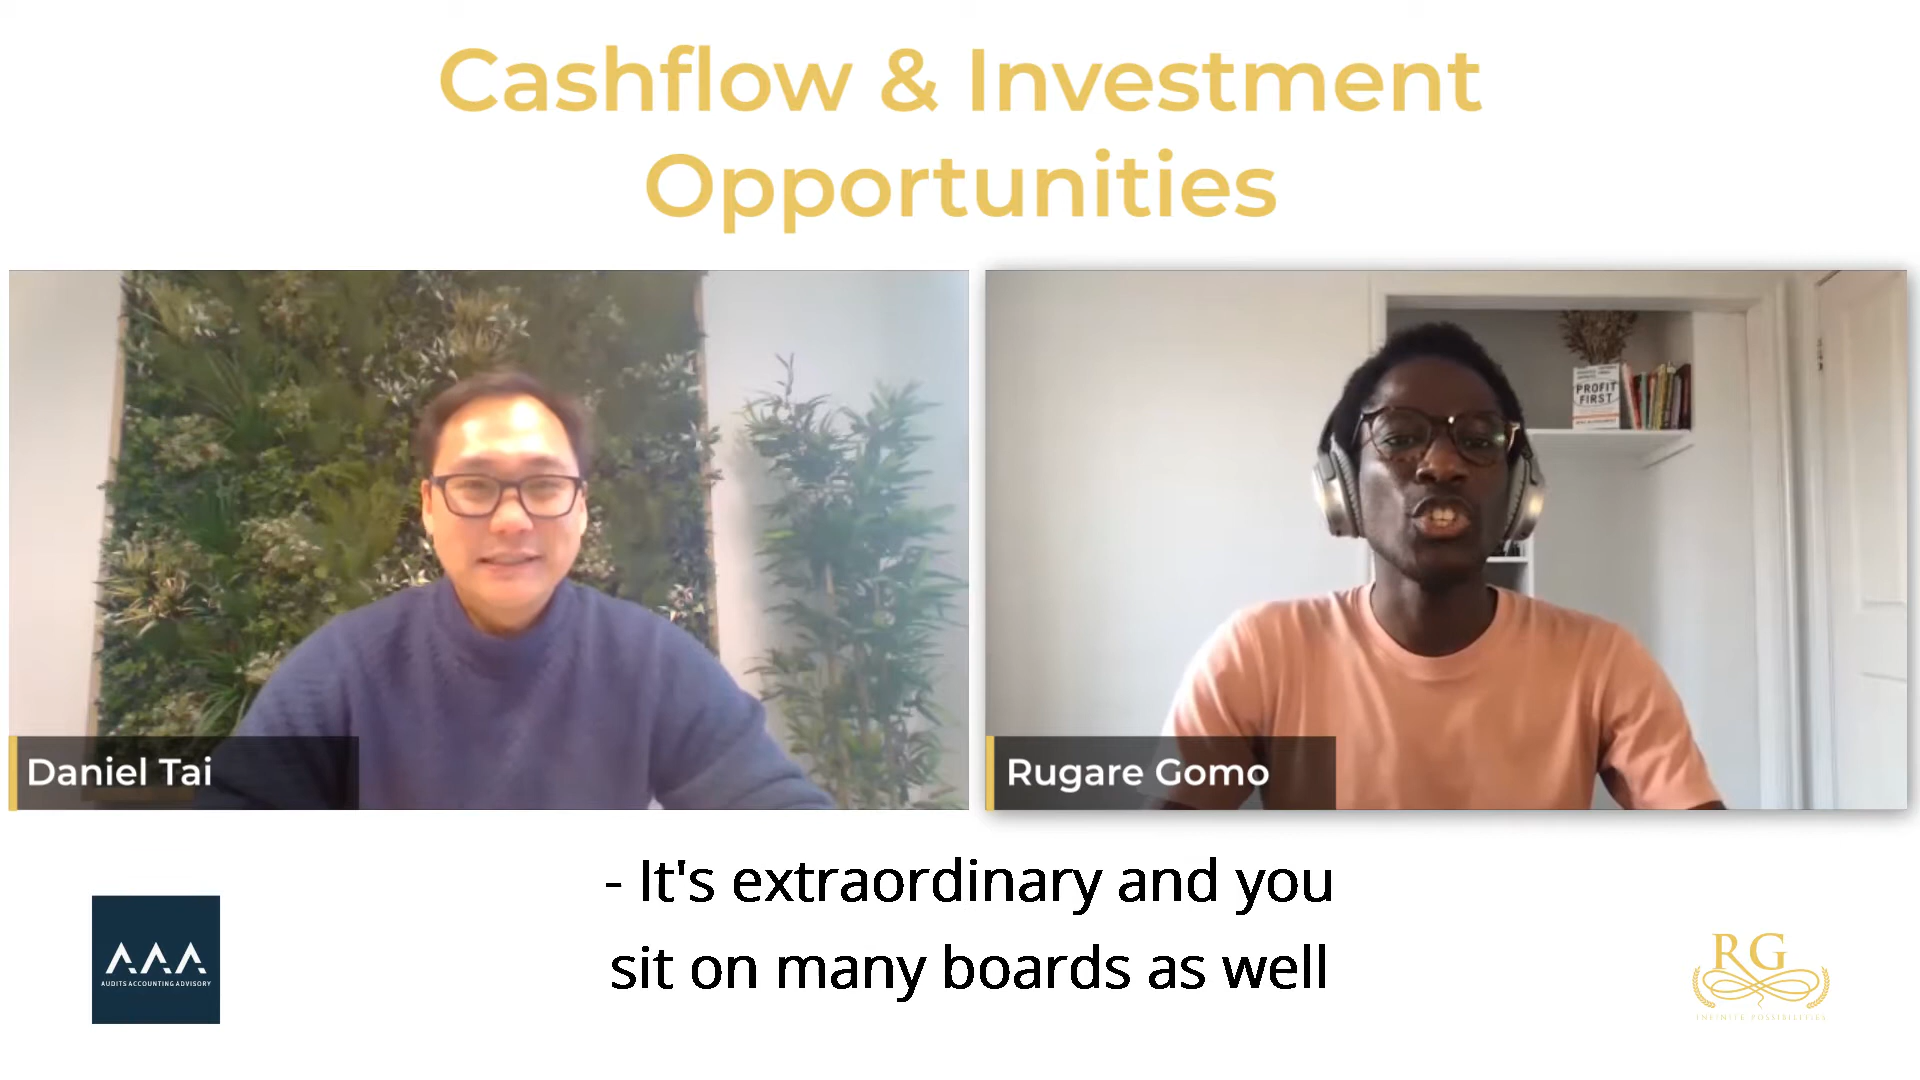 Cashflow & Investment
Opportunities
PROFIT
FIRST
Daniel Tai
Rugare Gomo
- It's extraordinary and you
sit on many boards as well
AAA
AUDITS ACCOUNTING ADVISORY
RG
INFINITE POSSIBILITIES